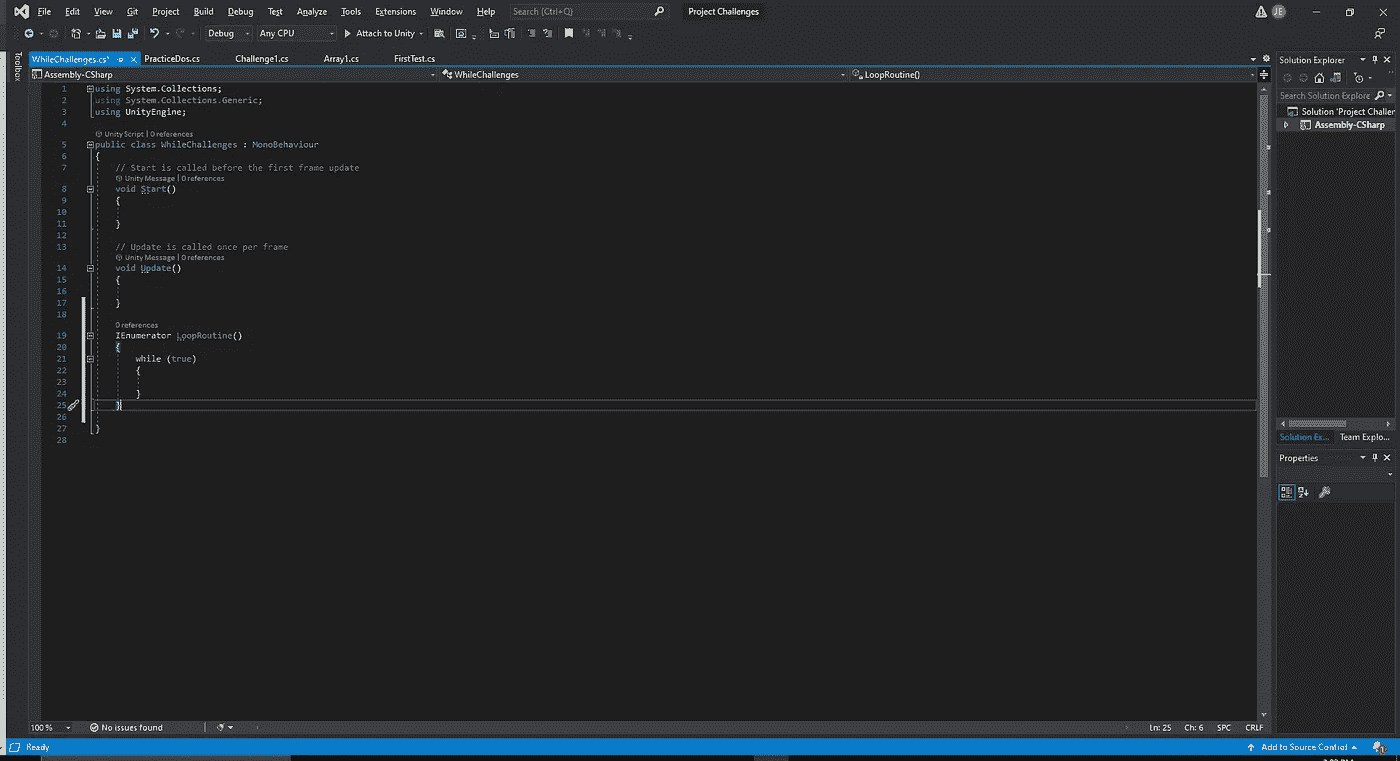 File Edit View Git Project Build Debug Test Analyze Tools Extensions Window Help Search (Ctrl+Q) Project Challenges JE
Debug Any CPU Attach to Unity
Toolbox
WhileChallenges.cs* PracticeDos.cs Challenge1.cs Array1.cs FirstTest.cs
Assembly-CSharp WhileChallenges LoopRoutine()
1 using System.Collections;
2 using System.Collections.Generic;
3 using UnityEngine;
4
Unity Script | 0 references
5 public class WhileChallenges : MonoBehaviour
6 {
7 // Start is called before the first frame update
Unity Message | 0 references
8 void Start()
9 {
10
11 }
12
13 // Update is called once per frame
Unity Message | 0 references
14 void Update()
15 {
16
17 }
18
0 references
19 IEnumerator LoopRoutine()
20 {
21 while (true)
22 {
23
24 }
25 }
26
27 }
28
Solution Explorer
Search Solution Explore
Solution 'Project Challer
Assembly-CSharp
Solution Ex... Team Explo...
Properties
100 % No issues found Ln: 25 Ch: 6 SPC CRLF
Ready Add to Source Control 1